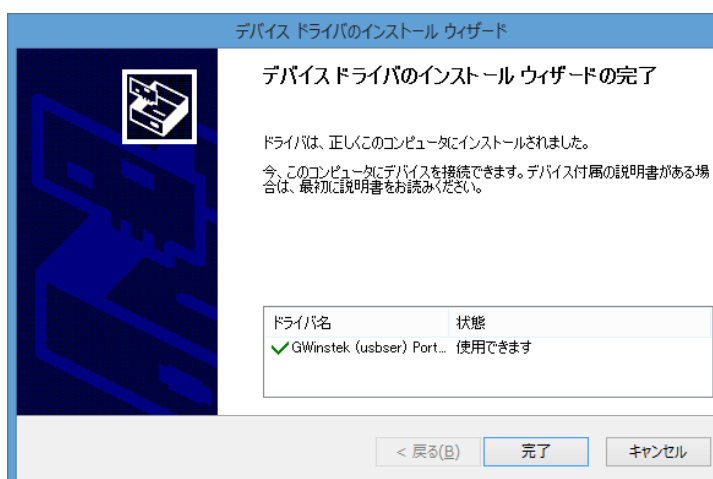 デバイス ドライバのインストール ウィザード
デバイス ドライバのインストール ウィザードの完了
ドライバは、正しくこのコンピュータにインストールされました。
今、このコンピュータにデバイスを接続できます。デバイス付属の説明書がある場
合は、最初に説明書をお読みください。
ドライバ名 状態
GWinstek (usbser) Port... 使用できます
< 戻る(B) 完了 キャンセル